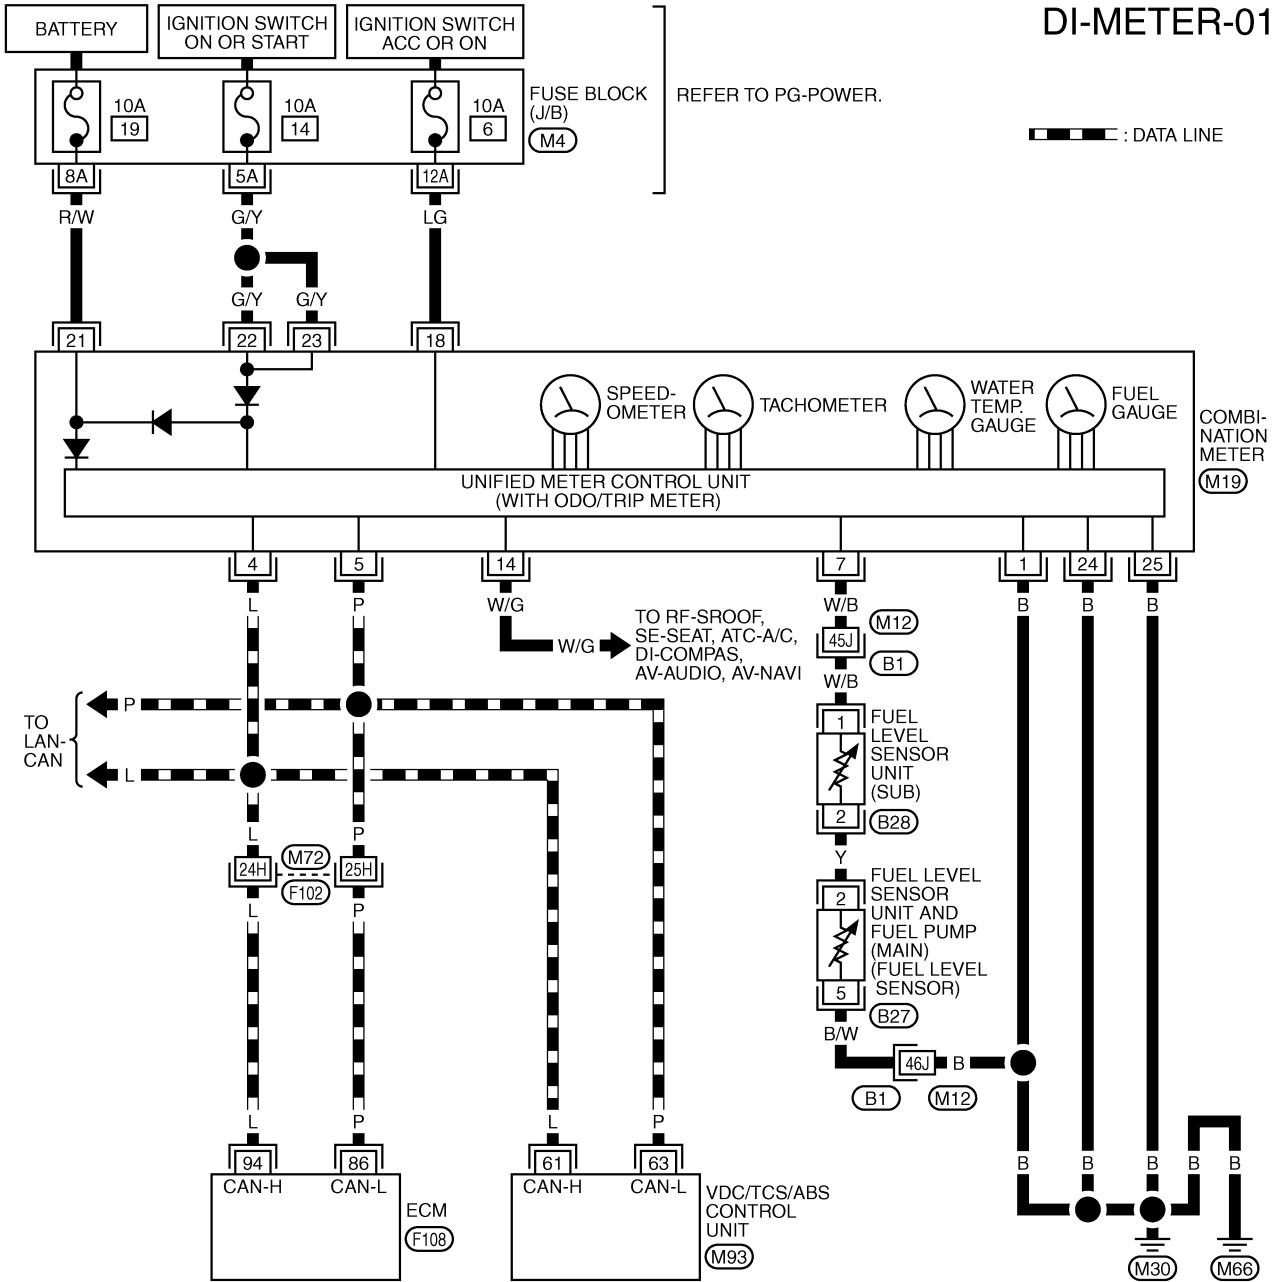 DI-METER-01
BATTERY
IGNITION SWITCH
ON OR START
IGNITION SWITCH
ACC OR ON
10A
19
10A
14
10A
6
FUSE BLOCK
(J/B)
M4
REFER TO PG-POWER.
: DATA LINE
8A
5A
12A
R/W
G/Y
LG
G/Y
G/Y
21
22
23
18
SPEED-
OMETER
TACHOMETER
WATER
TEMP.
GAUGE
FUEL
GAUGE
COMBI-
NATION
METER
M19
UNIFIED METER CONTROL UNIT
(WITH ODO/TRIP METER)
4
5
14
7
1
24
25
L
P
W/G
W/B
B
B
B
W/G
TO RF-SROOF,
SE-SEAT, ATC-A/C,
DI-COMPAS,
AV-AUDIO, AV-NAVI
M12
45J
B1
W/B
TO
LAN-
CAN
P
L
1
FUEL
LEVEL
SENSOR
UNIT
(SUB)
2
B28
Y
L
P
24H
M72
F102
25H
L
P
2
FUEL LEVEL
SENSOR
UNIT AND
FUEL PUMP
(MAIN)
(FUEL LEVEL
SENSOR)
5
B27
B/W
46J
B
B1
M12
L
P
L
P
94
86
61
63
CAN-H
CAN-L
CAN-H
CAN-L
ECM
F108
VDC/TCS/ABS
CONTROL
UNIT
M93
B
B
B
B
B
M30
M66